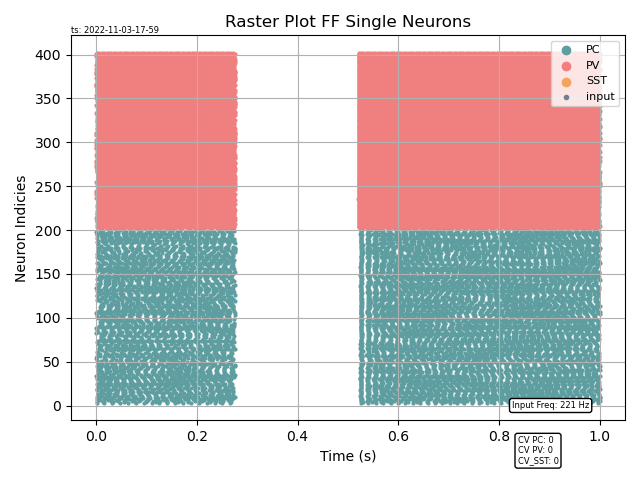 Raster Plot FF Single Neurons
ts: 2022-11-03-17-59
PC
PV
SST
input
400
350
300
250
200
150
100
50
0
Neuron Indicies
Input Freq: 221 Hz
0.0 0.2 0.4 0.6 0.8 1.0
Time (s)
CV PC: 0
CV PV: 0
CV_SST: 0